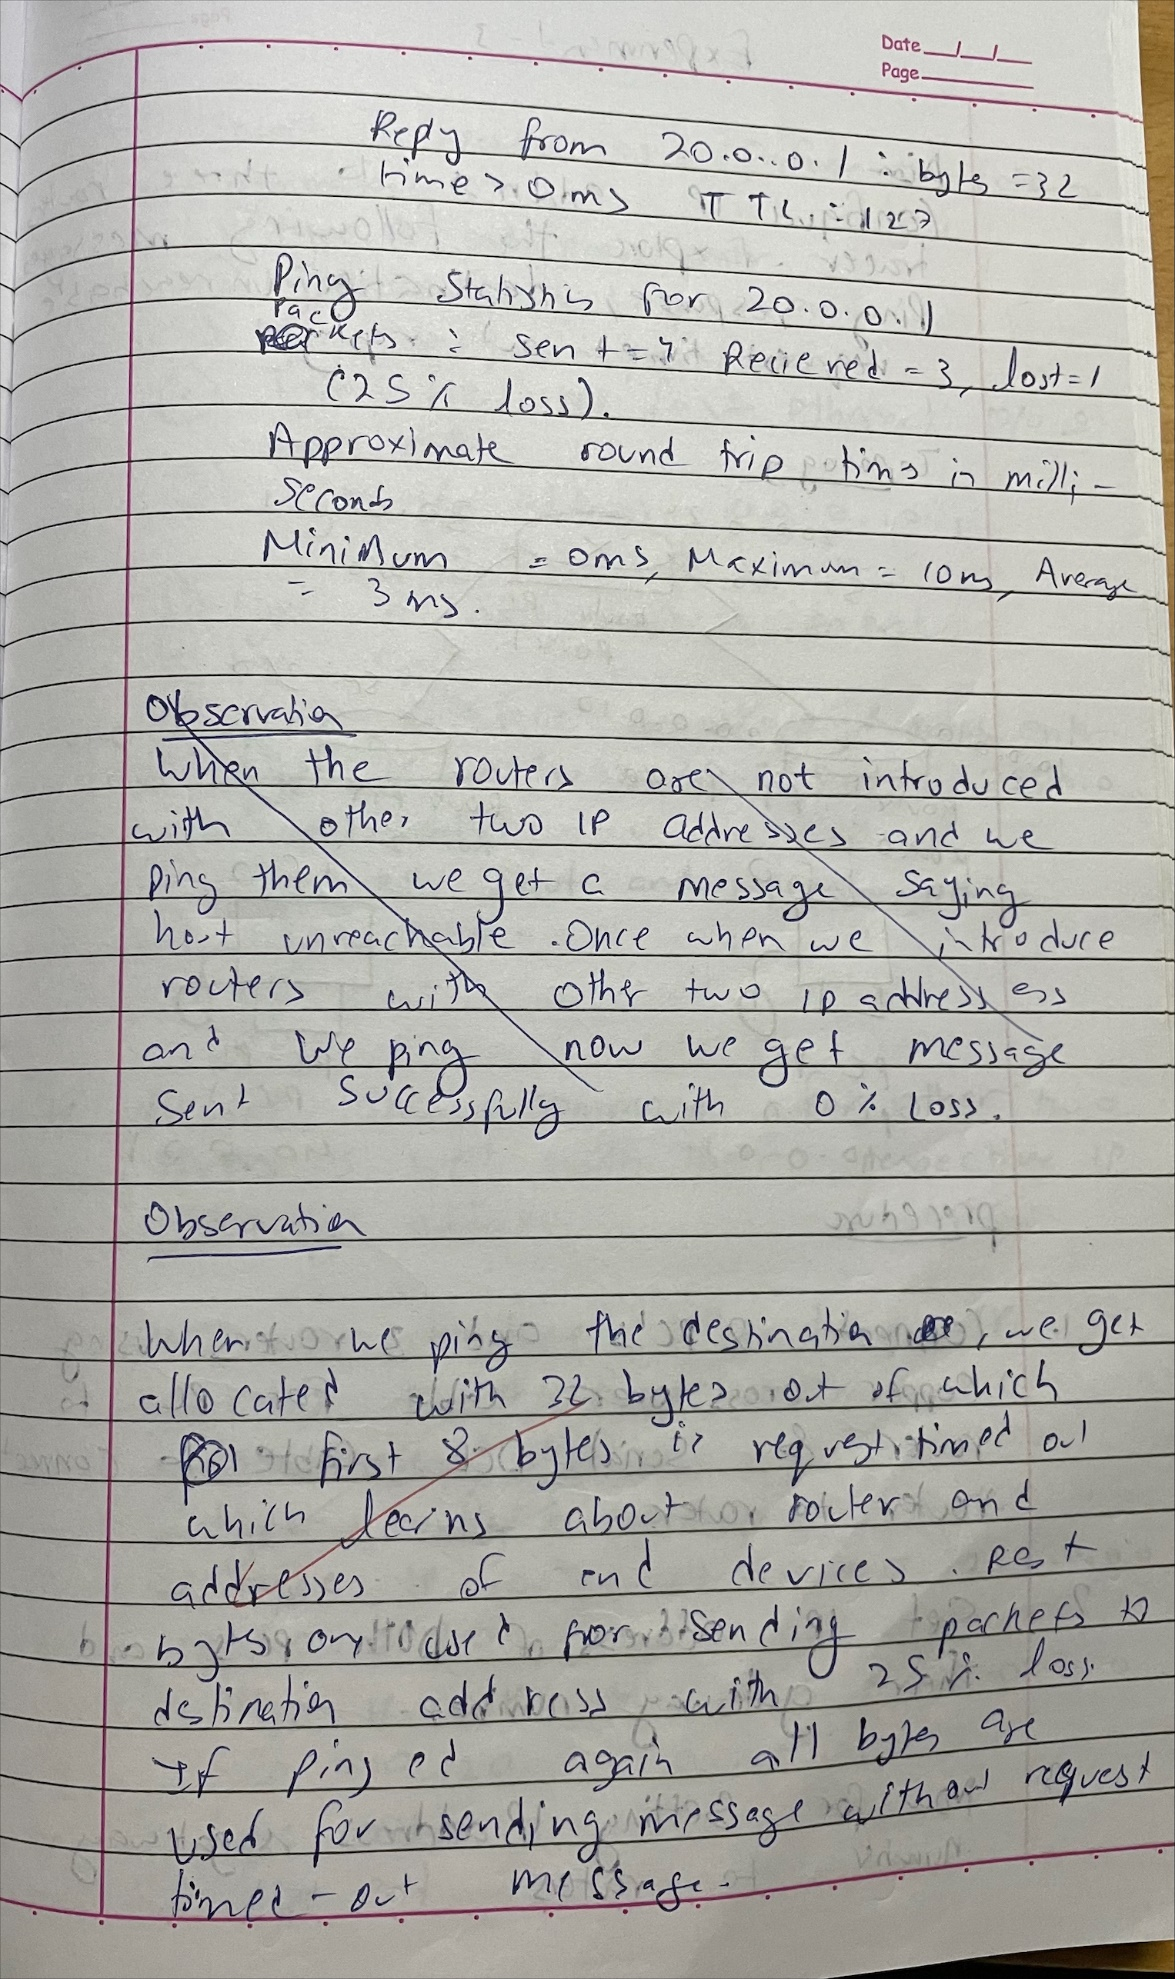 Date __/__/__
Page
Reply from 20.0..0.1 : bytes =32
time > 0ms TTL = 127
Ping Statistics for 20.0.0.1
Packets : sent = 4 Recieved = 3, lost = 1
(25 % loss).
Approximate round trip times in milli -
seconds
Minimum = 0ms, Maximum = 10ms, Average
= 3 ms.
Observation
When the routers are not introduced
with other two IP addresses and we
ping them we get a message saying
host unreachable . Once when we introduce
routers with other two ip address ess
and we ping now we get message
sent successfully with 0 % loss.
Observation
When we ping the destination , we get
allocated with 32 bytes out of which
first 8 bytes is request timed out
which learns about router and
addresses of end devices . Rest
bytes are used for sending packets to
destination address with 25 % loss.
If pinged again all bytes are
used for sending message without request
timed - out message.